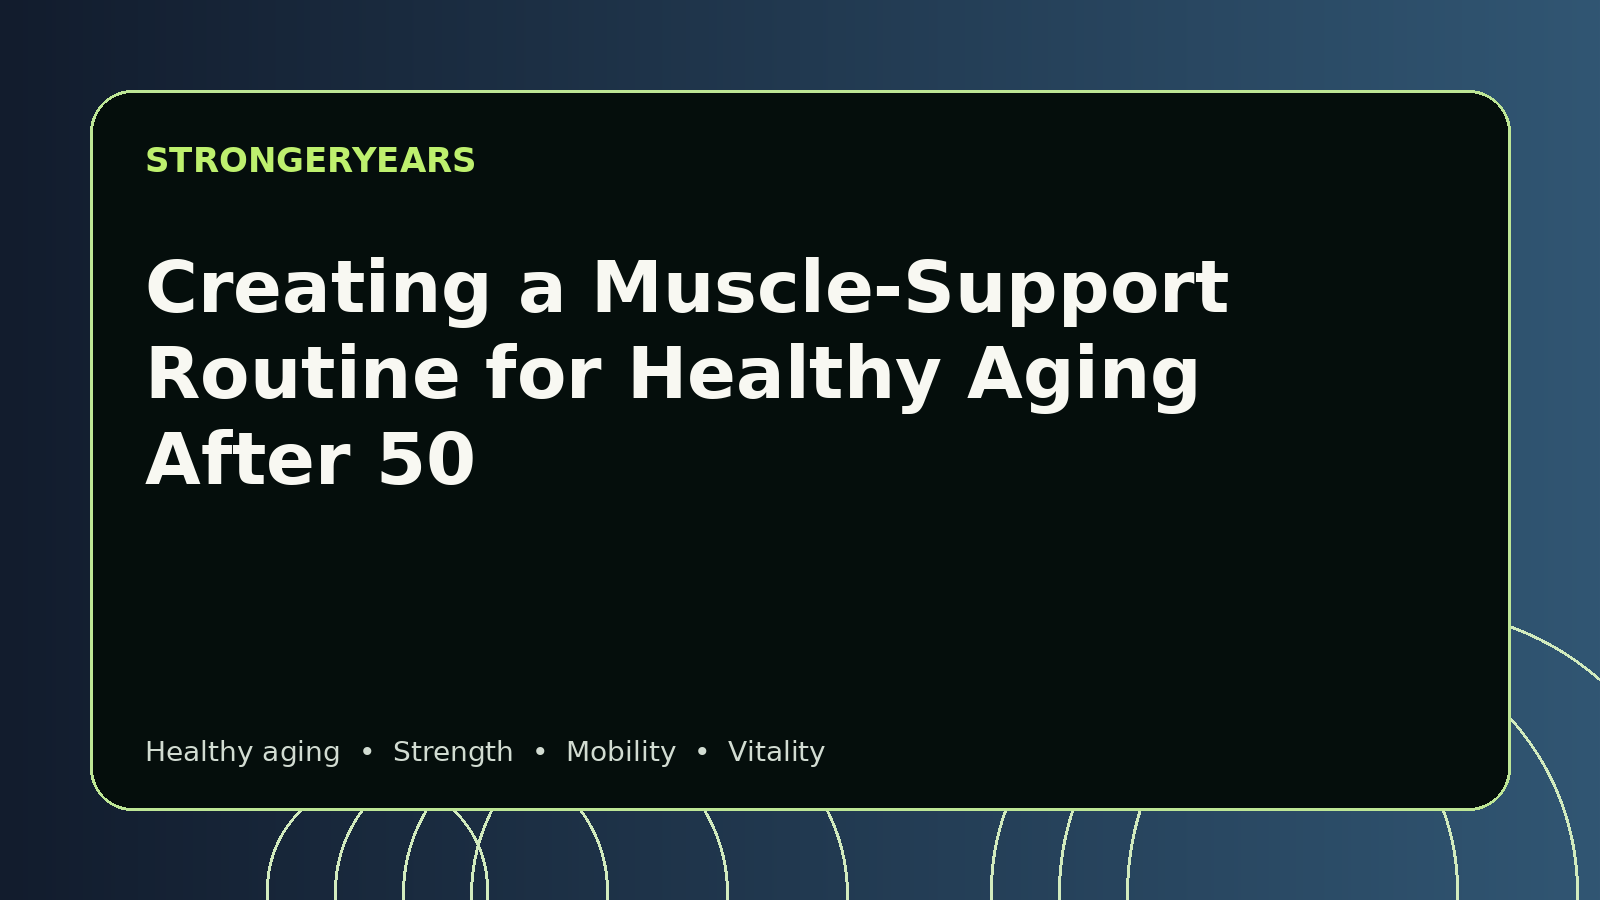 STRONGERYEARS
Creating a Muscle-Support
Routine for Healthy Aging
After 50
Healthy aging • Strength • Mobility • Vitality